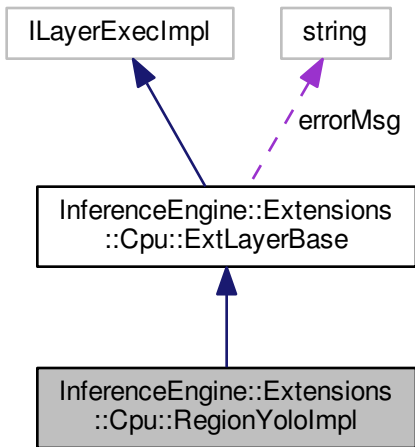 ILayerExecImpl
string
errorMsg
InferenceEngine::Extensions
::Cpu::ExtLayerBase
InferenceEngine::Extensions
::Cpu::RegionYoloImpl